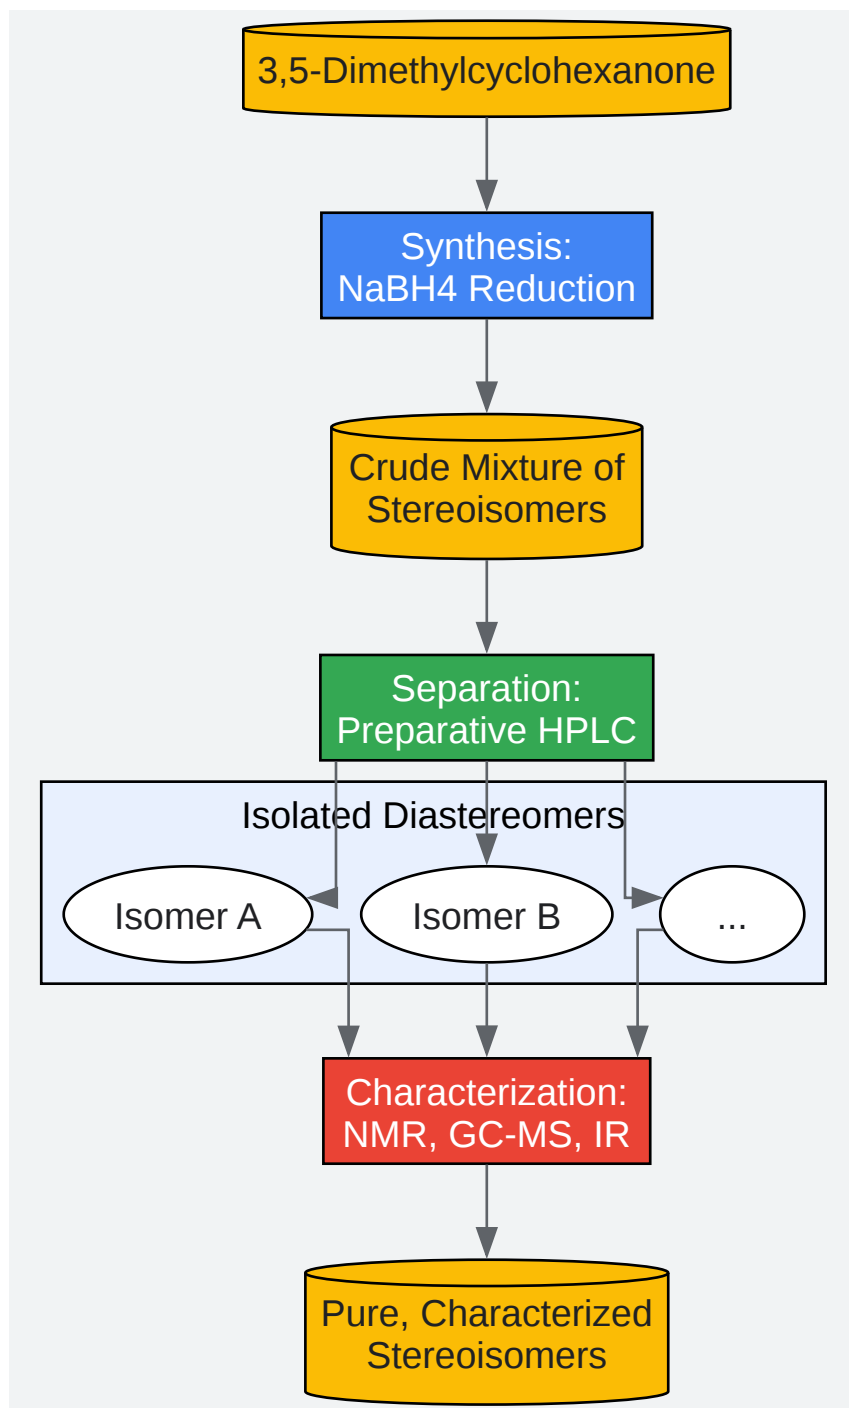 3,5-Dimethylcyclohexanone
Synthesis:
NaBH4 Reduction
Crude Mixture of
Stereoisomers
Separation:
Preparative HPLC
Isolated Diastereomers
Isomer A
Isomer B
...
Characterization:
NMR, GC-MS, IR
Pure, Characterized
Stereoisomers